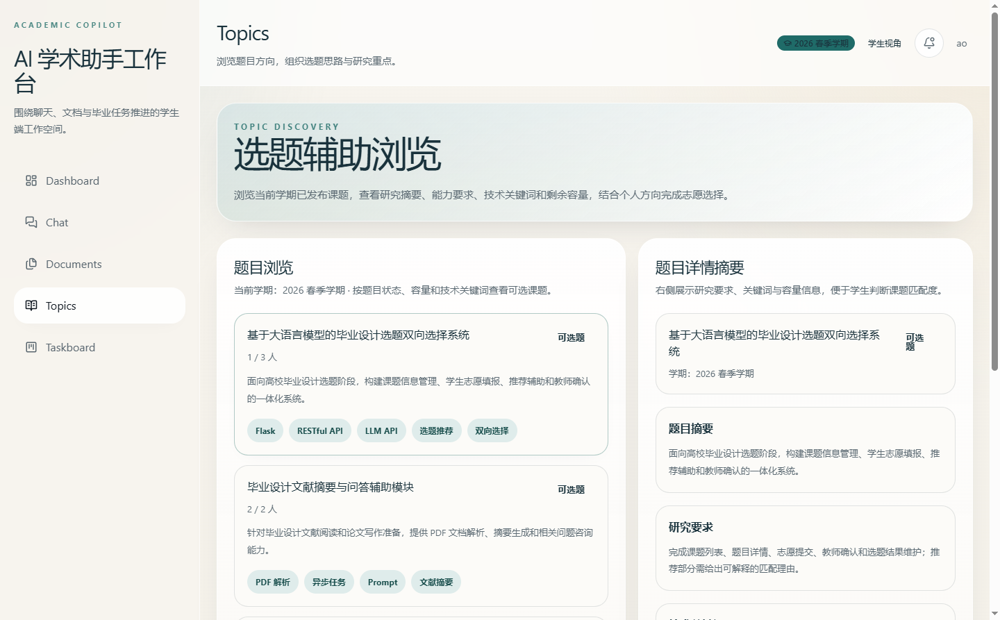 ACADEMIC COPILOT
AI 学术助手工作
台
围绕聊天、文档与毕业任务推进的学生
端工作空间。
Dashboard
Chat
Documents
Topics
Taskboard
Topics
浏览题目方向，组织选题思路与研究重点。
2026 春季学期
学生视角
ao
TOPIC DISCOVERY
选题辅助浏览
浏览当前学期已发布课题，查看研究摘要、能力要求、技术关键词和剩余容量，结合个人方向完成志愿选择。
题目浏览
当前学期：2026 春季学期 · 按题目状态、容量和技术关键词查看可选课题。
基于大语言模型的毕业设计选题双向选择系统
可选题
1 / 3 人
面向高校毕业设计选题阶段，构建课题信息管理、学生志愿填报、推荐辅助和教师确认
的一体化系统。
Flask
RESTful API
LLM API
选题推荐
双向选择
毕业设计文献摘要与问答辅助模块
可选题
2 / 2 人
针对毕业设计文献阅读和论文写作准备，提供 PDF 文档解析、摘要生成和相关问题咨询
能力。
PDF 解析
异步任务
Prompt
文献摘要
题目详情摘要
右侧展示研究要求、关键词与容量信息，便于学生判断课题匹配度。
基于大语言模型的毕业设计选题双向选择系
统
可选
题
学期：2026 春季学期
题目摘要
面向高校毕业设计选题阶段，构建课题信息管理、学生志愿填报、推
荐辅助和教师确认的一体化系统。
研究要求
完成课题列表、题目详情、志愿提交、教师确认和选题结果维护；推
荐部分需给出可解释的匹配理由。